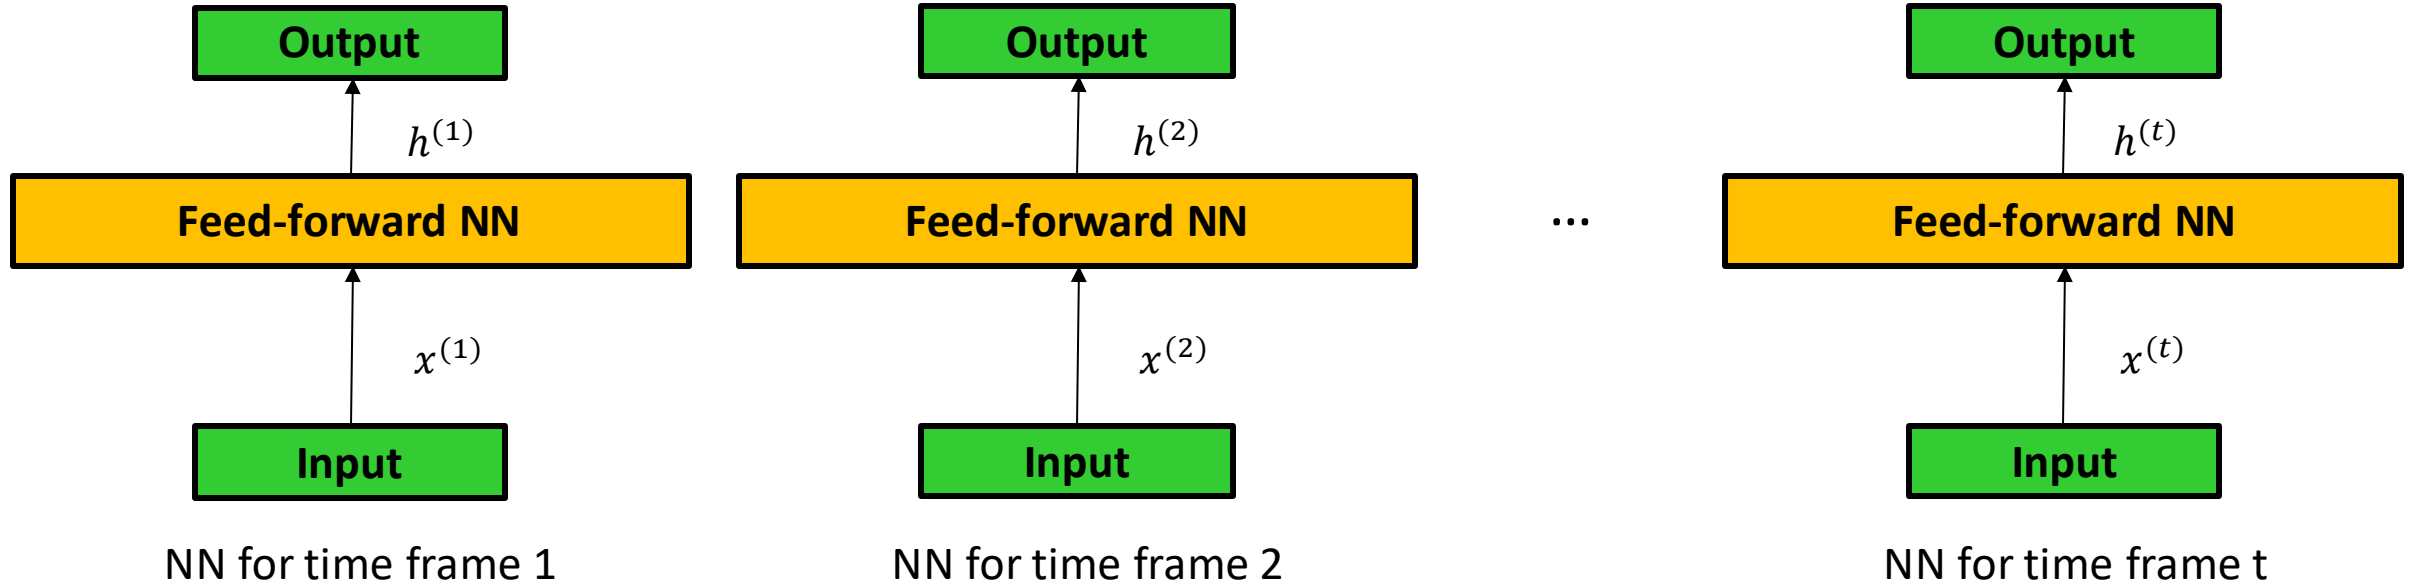 Output Output Output
h^(1) h^(2) h^(t)
Feed-forward NN Feed-forward NN ... Feed-forward NN
x^(1) x^(2) x^(t)
Input Input Input
NN for time frame 1 NN for time frame 2 NN for time frame t